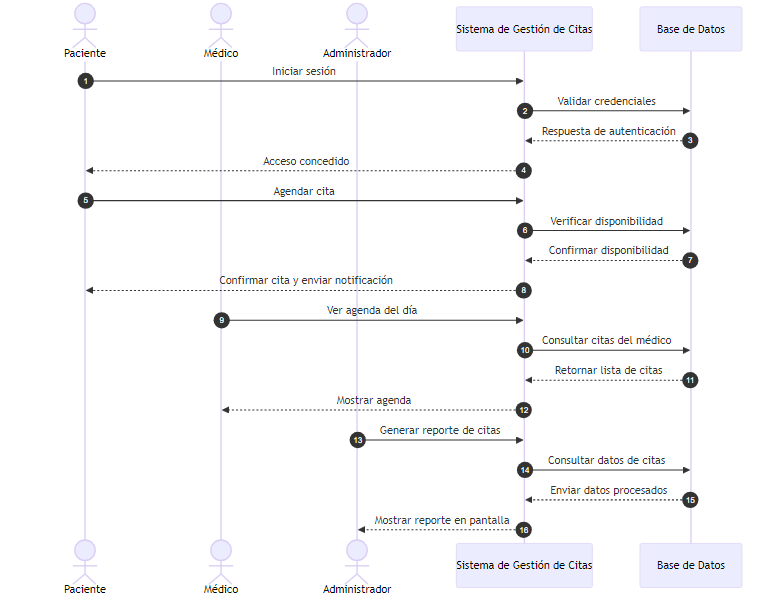 Paciente
Médico
Administrador
Sistema de Gestión de Citas
Base de Datos
Iniciar sesión
1
Validar credenciales
2
Respuesta de autenticación
3
Acceso concedido
4
Agendar cita
5
Verificar disponibilidad
6
Confirmar disponibilidad
7
Confirmar cita y enviar notificación
8
Ver agenda del día
9
Consultar citas del médico
10
Retornar lista de citas
11
Mostrar agenda
12
Generar reporte de citas
13
Consultar datos de citas
14
Enviar datos procesados
15
Mostrar reporte en pantalla
16
Paciente
Médico
Administrador
Sistema de Gestión de Citas
Base de Datos